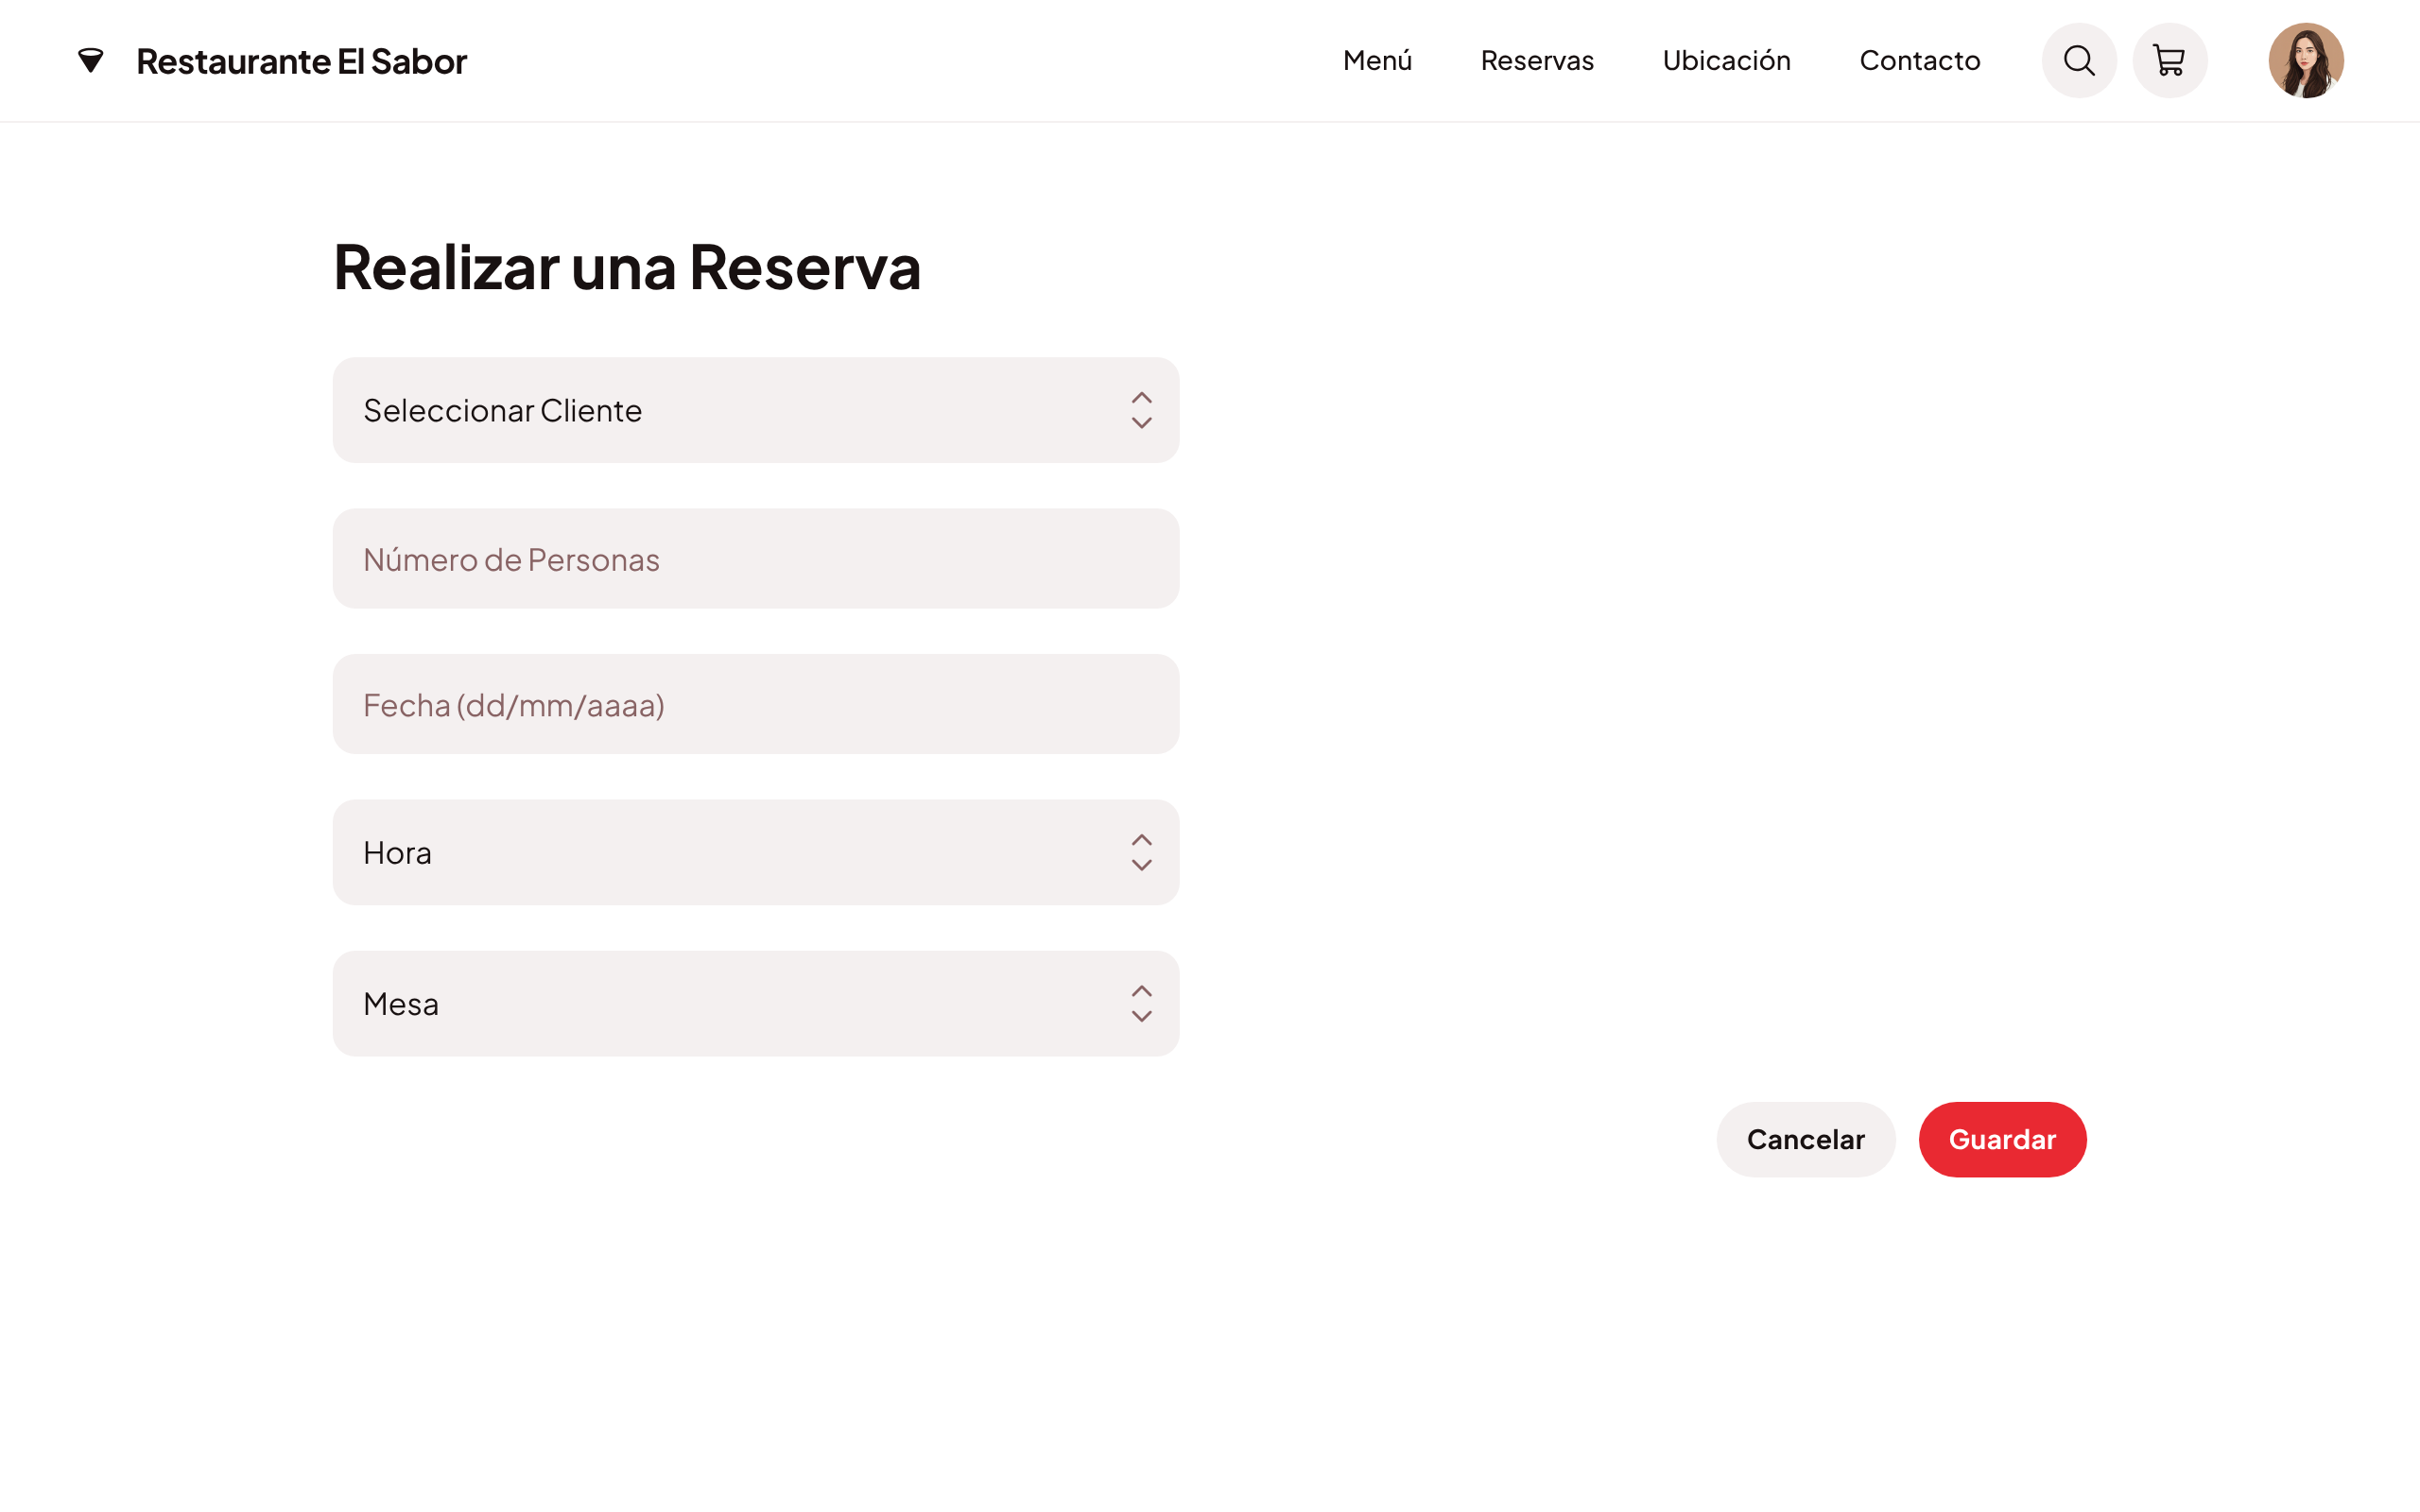 Restaurante El Sabor
Menú
Reservas
Ubicación
Contacto
Realizar una Reserva
Seleccionar Cliente
Número de Personas
Fecha (dd/mm/aaaa)
Hora
Mesa
Cancelar
Guardar